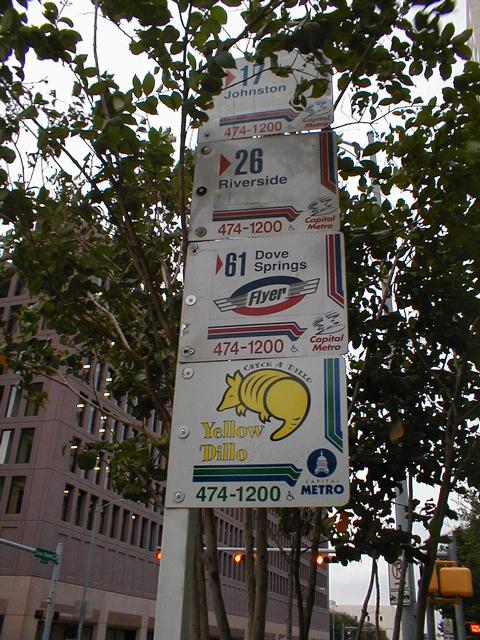 17
Johnston
474-1200
Capital
Metro
26
Riverside
474-1200
Capital
Metro
61 Dove
Springs
Flyer
474-1200
Capital
Metro
CATCH A DILLO
Yellow
Dillo
474-1200
CAPITAL
METRO